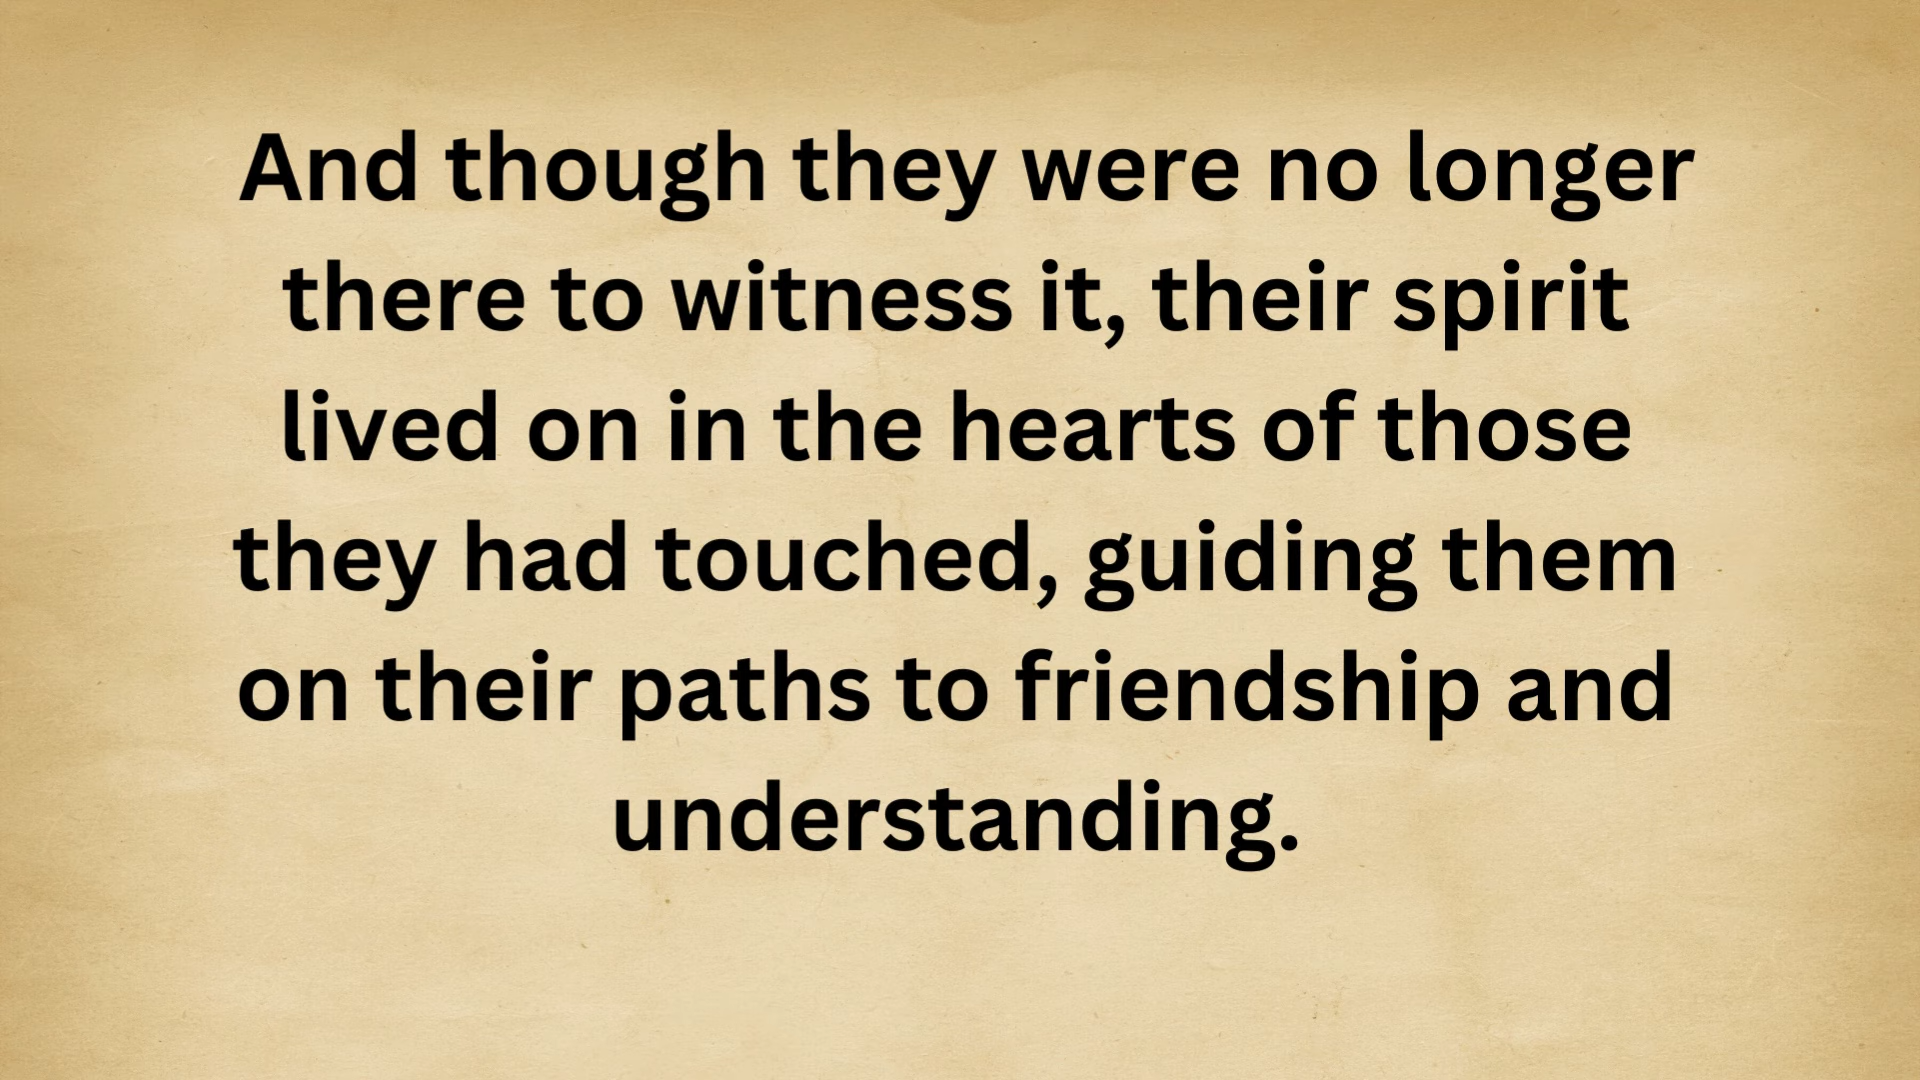 And though they were no longer
there to witness it, their spirit
lived on in the hearts of those
they had touched, guiding them
on their paths to friendship and
understanding.